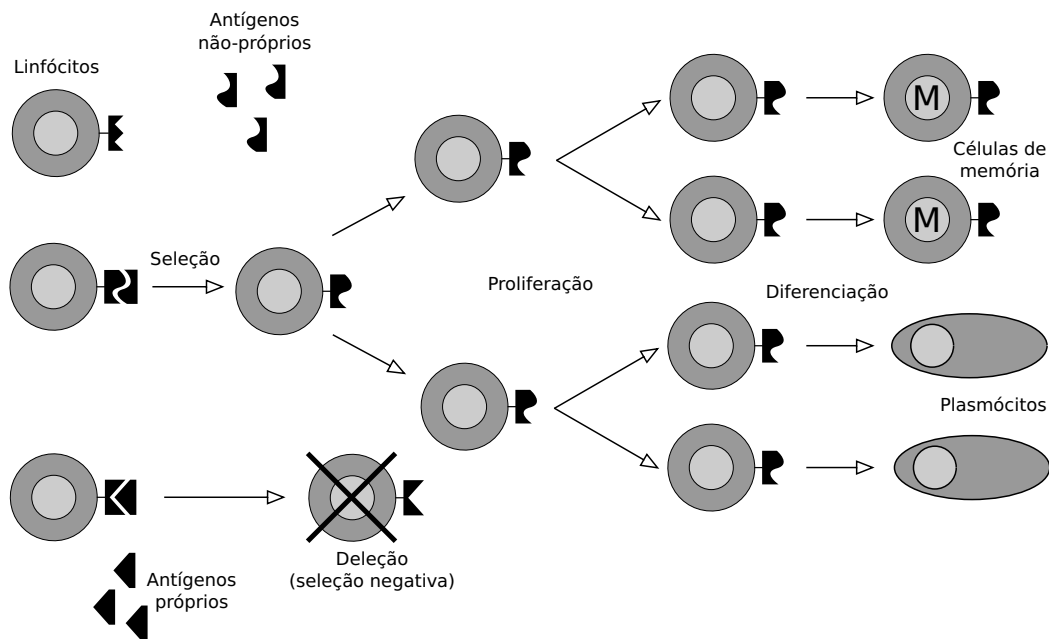 Antígenos
não-próprios
Linfócitos
M
Células de
memória
M
Seleção
Proliferação
Diferenciação
Plasmócitos
Deleção
(seleção negativa)
Antígenos
próprios